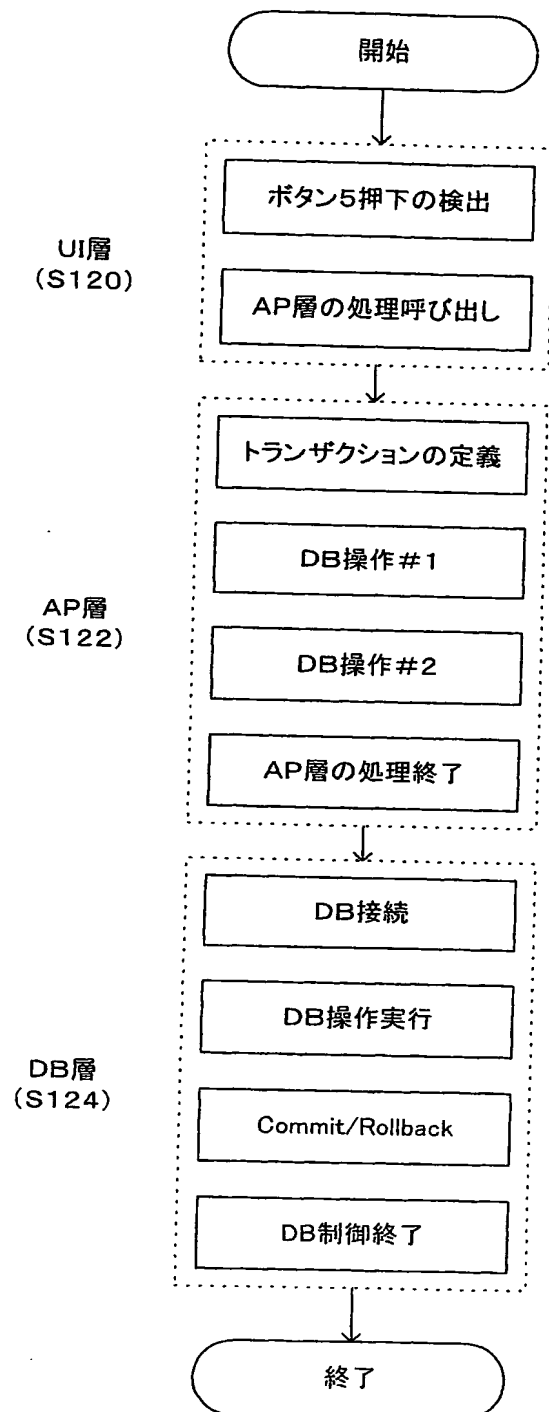 開始
UI層
(S120)
ボタン5押下の検出
AP層の処理呼び出し
AP層
(S122)
トランザクションの定義
DB操作#1
DB操作#2
AP層の処理終了
DB層
(S124)
DB接続
DB操作実行
Commit/Rollback
DB制御終了
終了